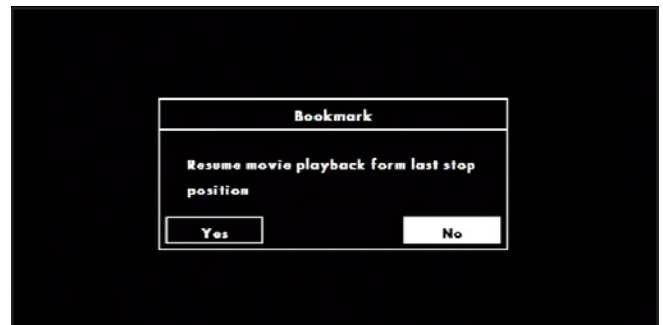 Bookmark
Resume movie playback form last stop
position
Yes
No